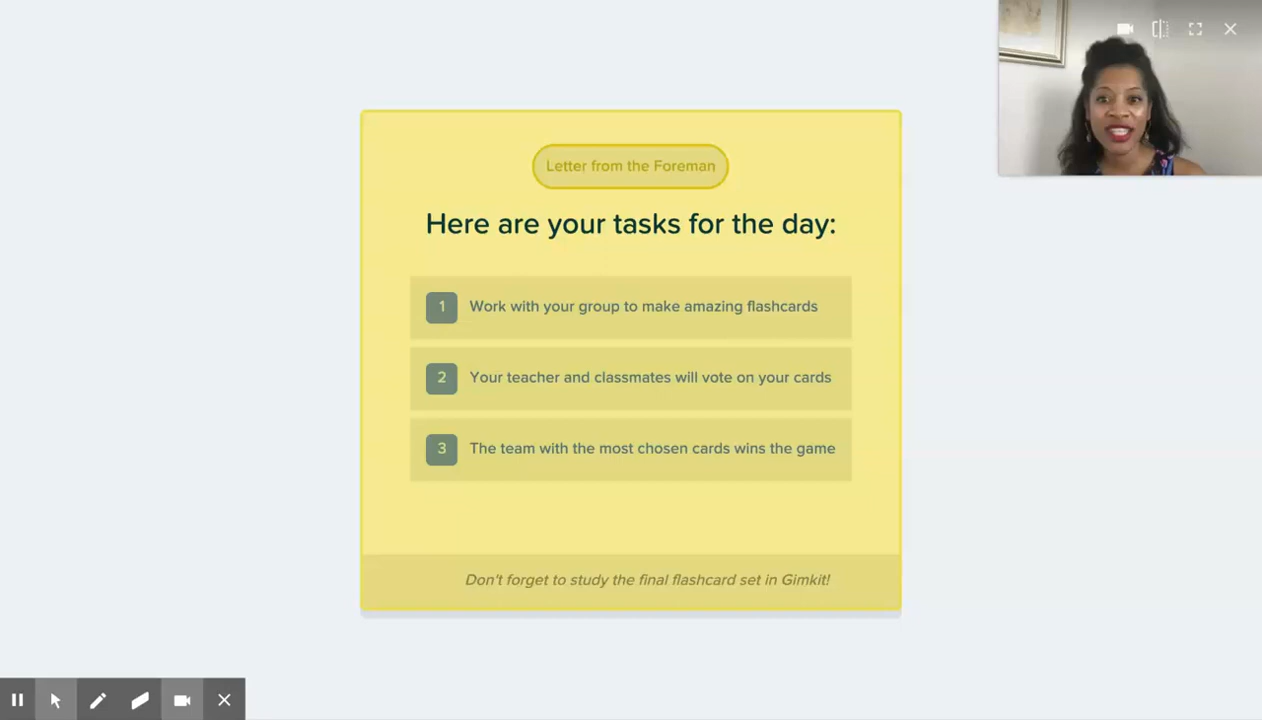 Letter from the Foreman
Here are your tasks for the day:
1 Work with your group to make amazing flashcards
2 Your teacher and classmates will vote on your cards
3 The team with the most chosen cards wins the game
Don't forget to study the final flashcard set in Gimkit!